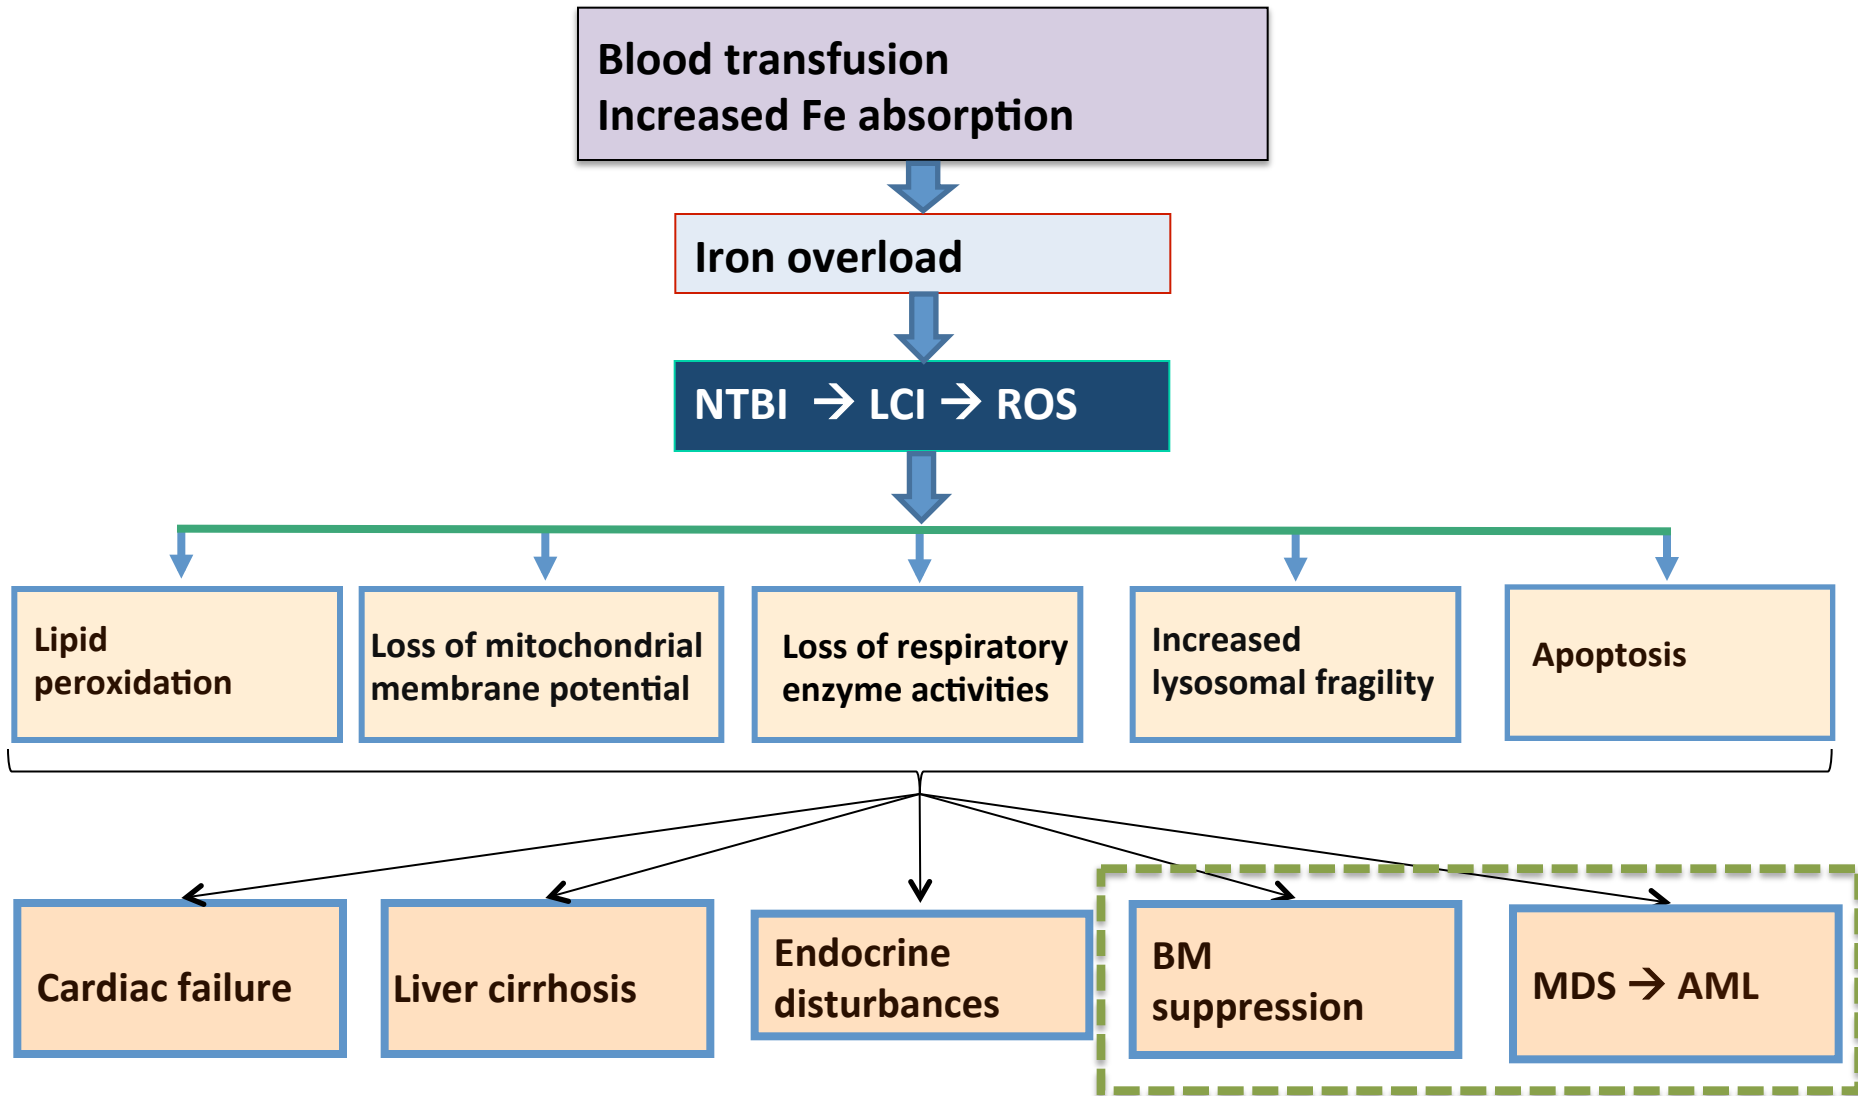 Blood transfusion
Increased Fe absorption
Iron overload
NTBI → LCI → ROS
Lipid
peroxidation
Loss of mitochondrial
membrane potential
Loss of respiratory
enzyme activities
Increased
lysosomal fragility
Apoptosis
Cardiac failure
Liver cirrhosis
Endocrine
disturbances
BM
suppression
MDS → AML